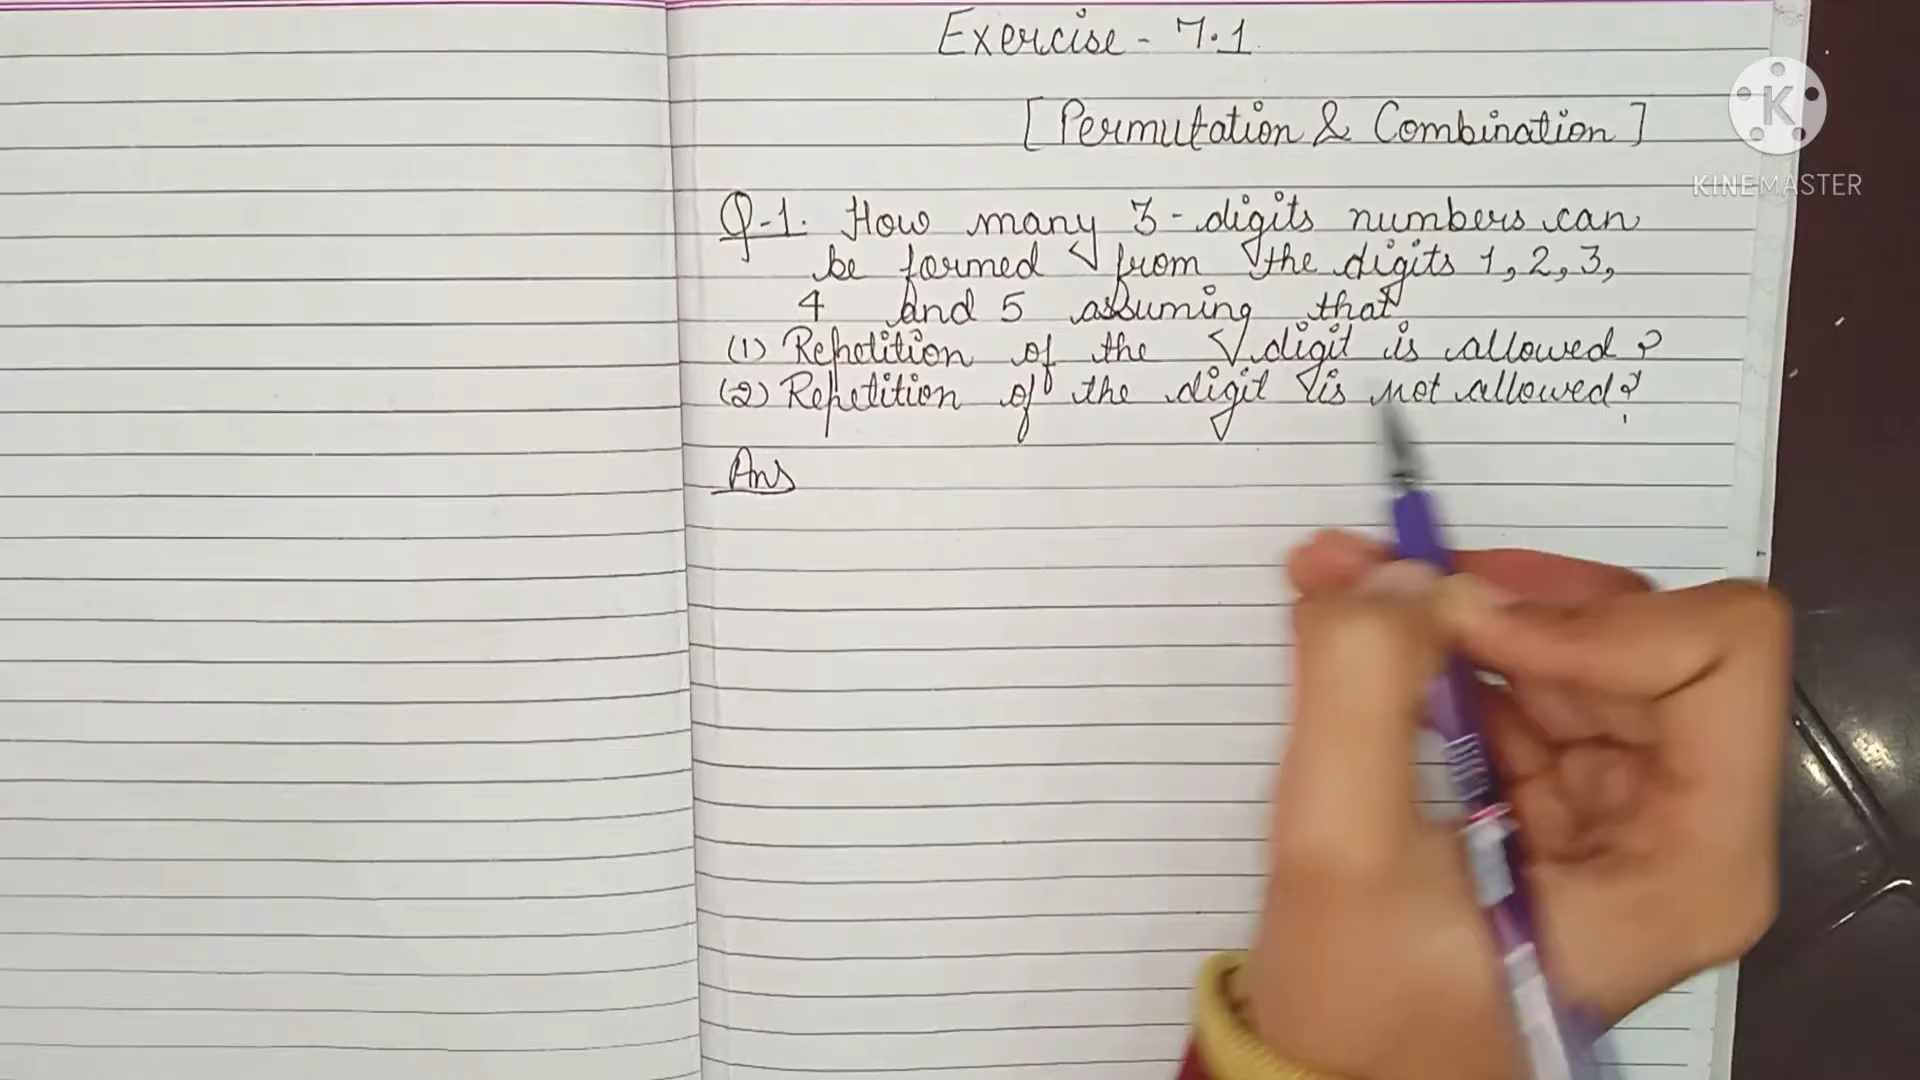 Exercise - 7.1
[Permutation & Combination]
K
KINEMASTER
Q-1. How many 3-digits numbers can
be formed from the digits 1, 2, 3,
4 and 5 assuming that
(1) Repetition of the digit is allowed?
(2) Repetition of the digit is not allowed?
Ans